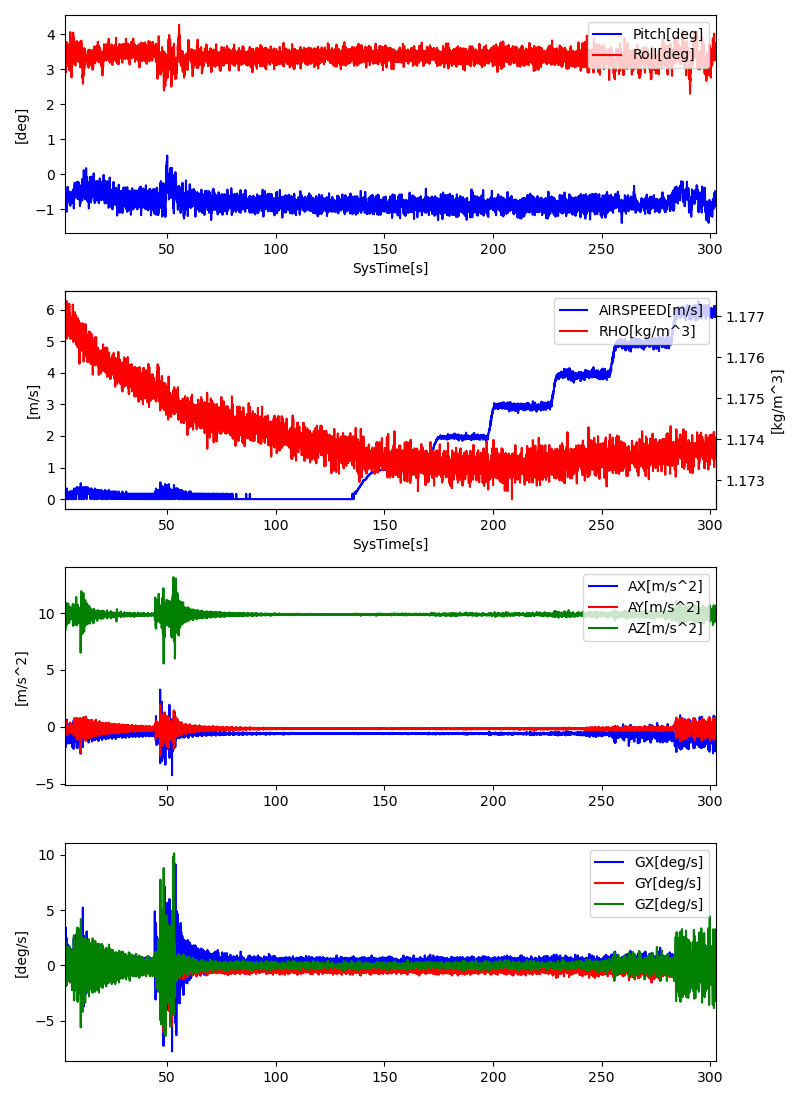 4
3
2
1
0
−1
[deg]
Pitch[deg]
Roll[deg]
50
100
150
200
250
300
SysTime[s]
6
5
4
3
2
1
0
[m/s]
AIRSPEED[m/s]
RHO[kg/m^3]
1.177
1.176
1.175
1.174
1.173
[kg/m^3]
50
100
150
200
250
300
SysTime[s]
10
5
0
−5
[m/s^2]
AX[m/s^2]
AY[m/s^2]
AZ[m/s^2]
50
100
150
200
250
300
10
5
0
−5
[deg/s]
GX[deg/s]
GY[deg/s]
GZ[deg/s]
50
100
150
200
250
300